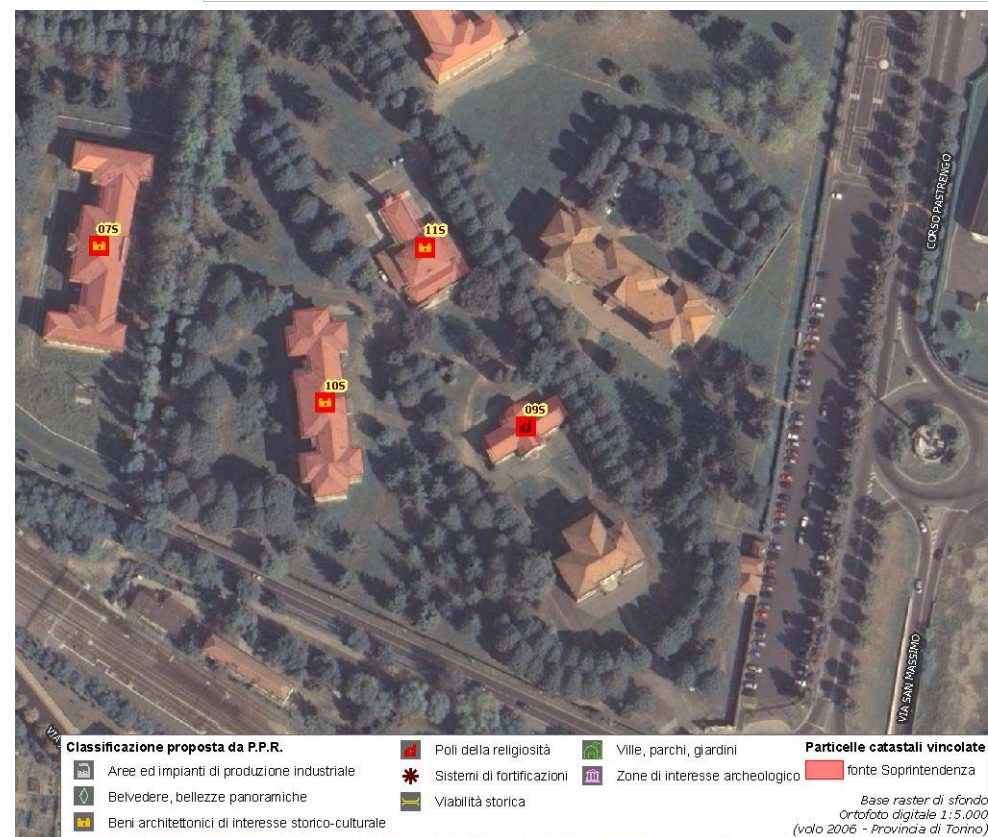 07S
11S
10S
09S
CORSO PASTRENGO
VIA SAN MASSIMO
VIA
Classificazione proposta da P.P.R.
Aree ed impianti di produzione industriale
Belvedere, bellezze panoramiche
Beni architettonici di interesse storico-culturale
Poli della religiosità
Sistemi di fortificazioni
Viabilità storica
Ville, parchi, giardini
Zone di interesse archeologico
Particelle catastali vincolate
fonte Soprintendenza
Base raster di sfondo
Ortofoto digitale 1:5.000
(volo 2006 - Provincia di Torino)